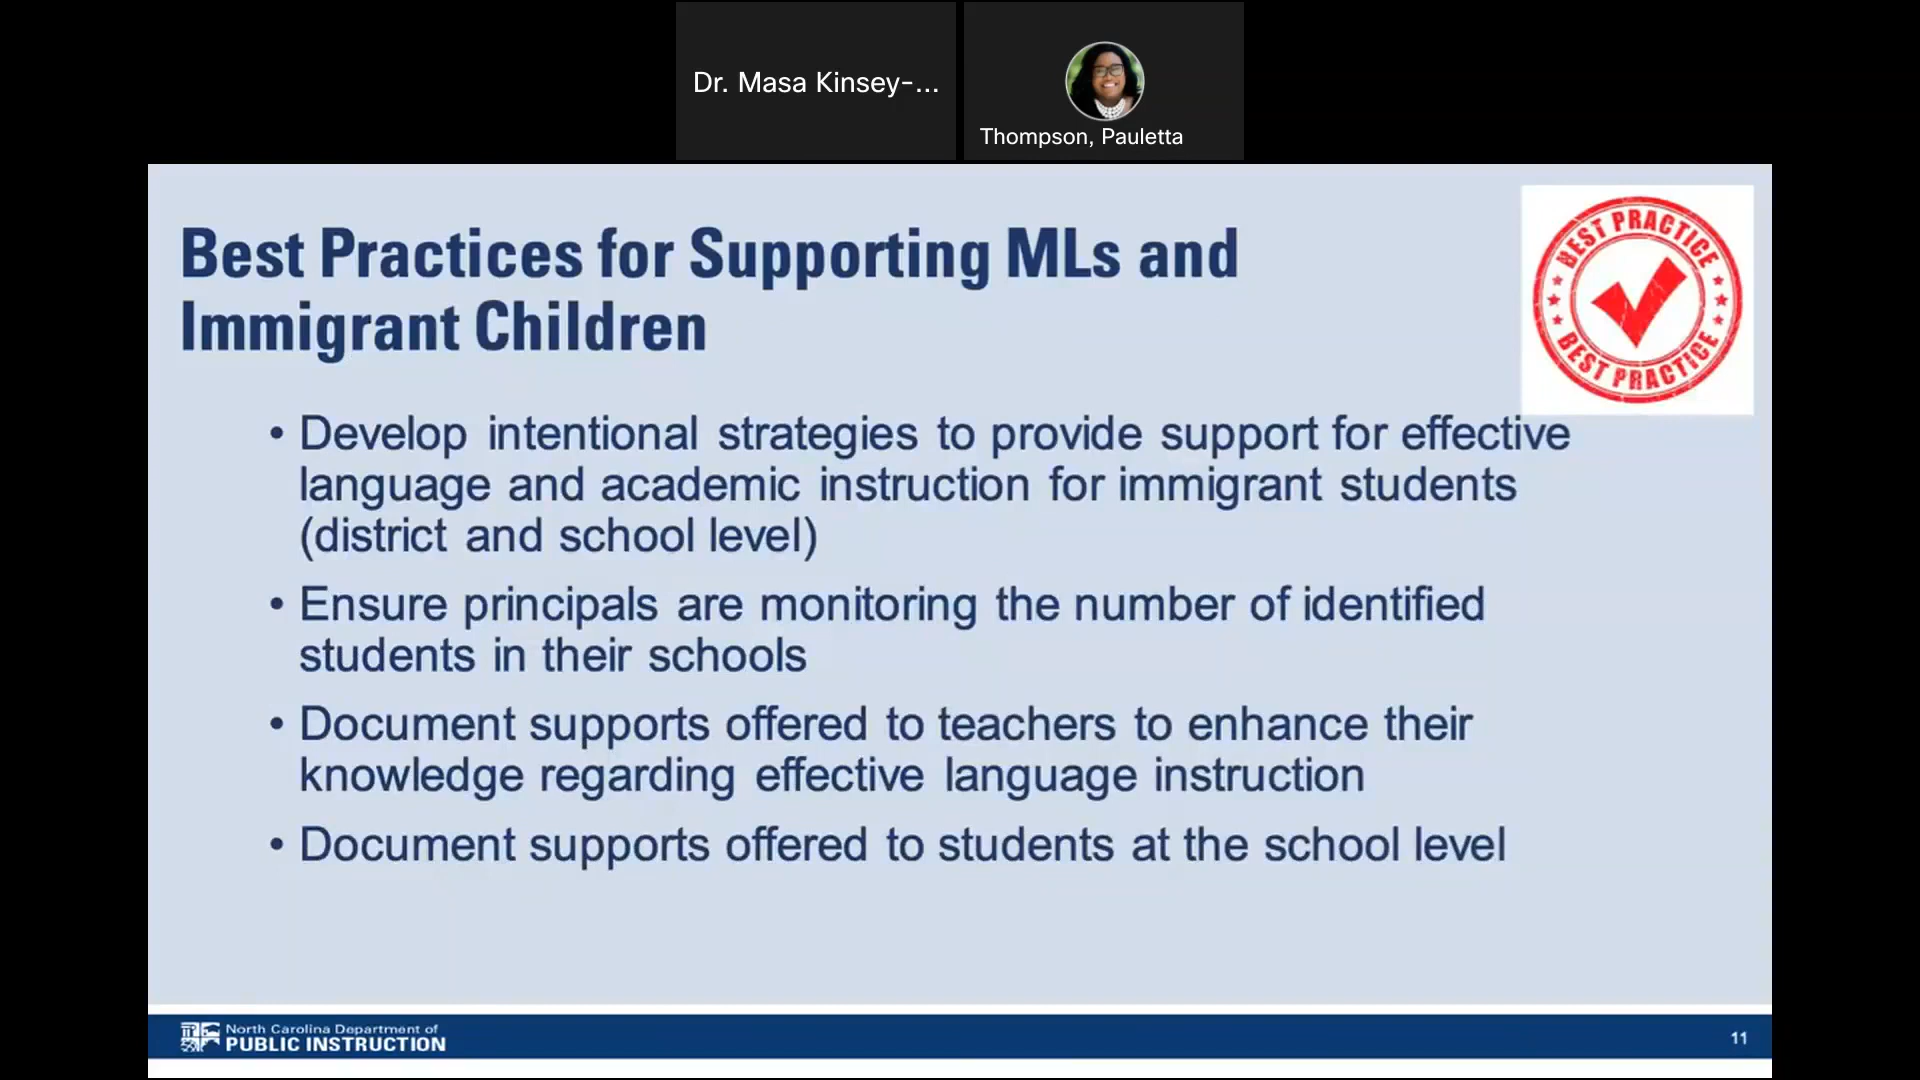 Dr. Masa Kinsey-...
Thompson, Pauletta
Best Practices for Supporting MLs and
Immigrant Children
BEST PRACTICE
BEST PRACTICE
• Develop intentional strategies to provide support for effective
language and academic instruction for immigrant students
(district and school level)
• Ensure principals are monitoring the number of identified
students in their schools
• Document supports offered to teachers to enhance their
knowledge regarding effective language instruction
• Document supports offered to students at the school level
North Carolina Department of
PUBLIC INSTRUCTION
11